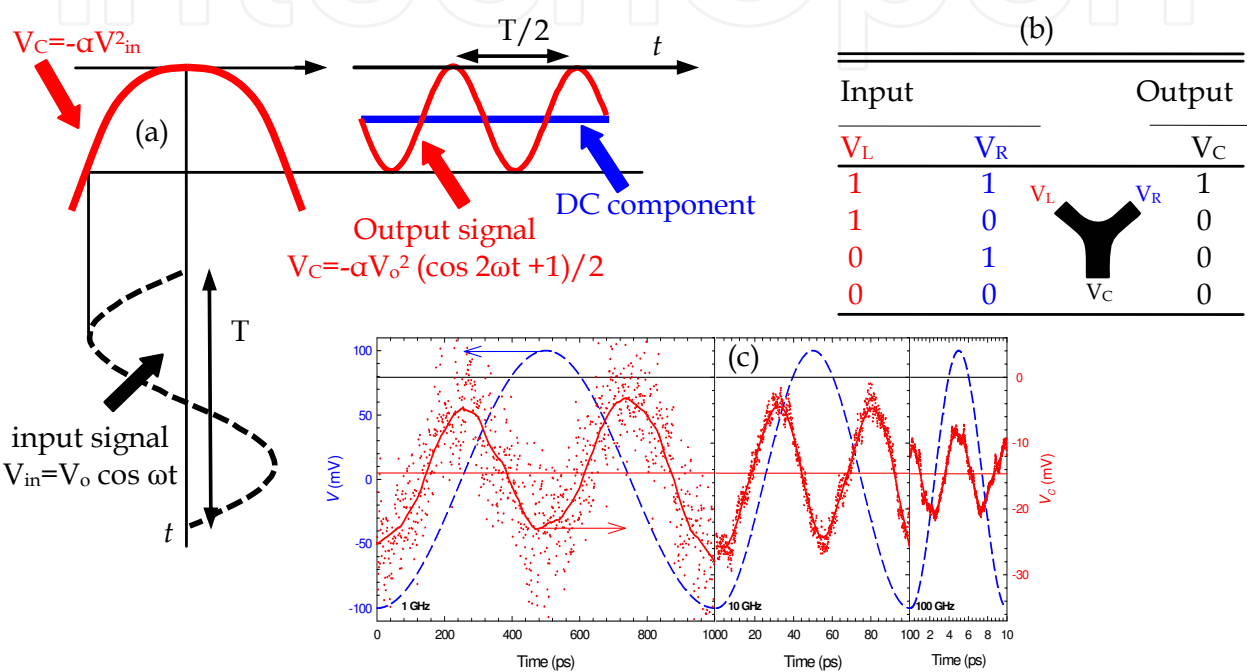 V_C=-αV²_in
(a)
T/2
t
Output signal
V_C=-αV_o² (cos 2ωt +1)/2
DC component
T
input signal
V_in=V_o cos ωt
t
(b)
Input Output
V_L V_R V_C
1 1 1
1 0 0
0 1 0
0 0 0
V_L V_R
V_C
(c)
V (mV)
100
50
0
-50
-100
1 GHz
10 GHz
100 GHz
0
-10
-20
-30
V_C (mV)
0 200 400 600 800 1000
20 40 60 80 100
2 4 6 8 10
Time (ps) Time (ps) Time (ps)